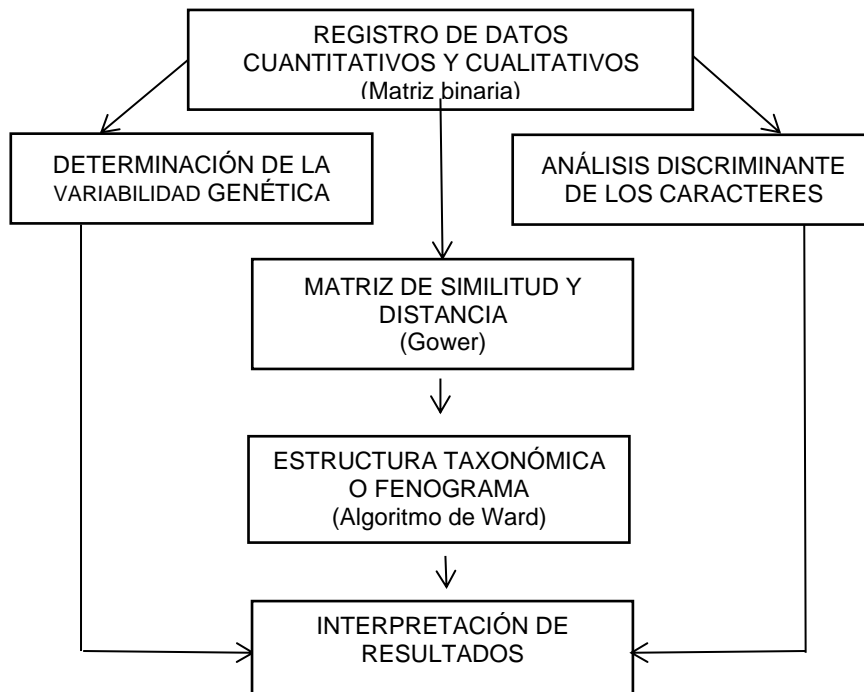 REGISTRO DE DATOS
CUANTITATIVOS Y CUALITATIVOS
(Matriz binaria)
DETERMINACIÓN DE LA
VARIABILIDAD GENÉTICA
ANÁLISIS DISCRIMINANTE
DE LOS CARACTERES
MATRIZ DE SIMILITUD Y
DISTANCIA
(Gower)
ESTRUCTURA TAXONÓMICA
O FENOGRAMA
(Algoritmo de Ward)
INTERPRETACIÓN DE
RESULTADOS